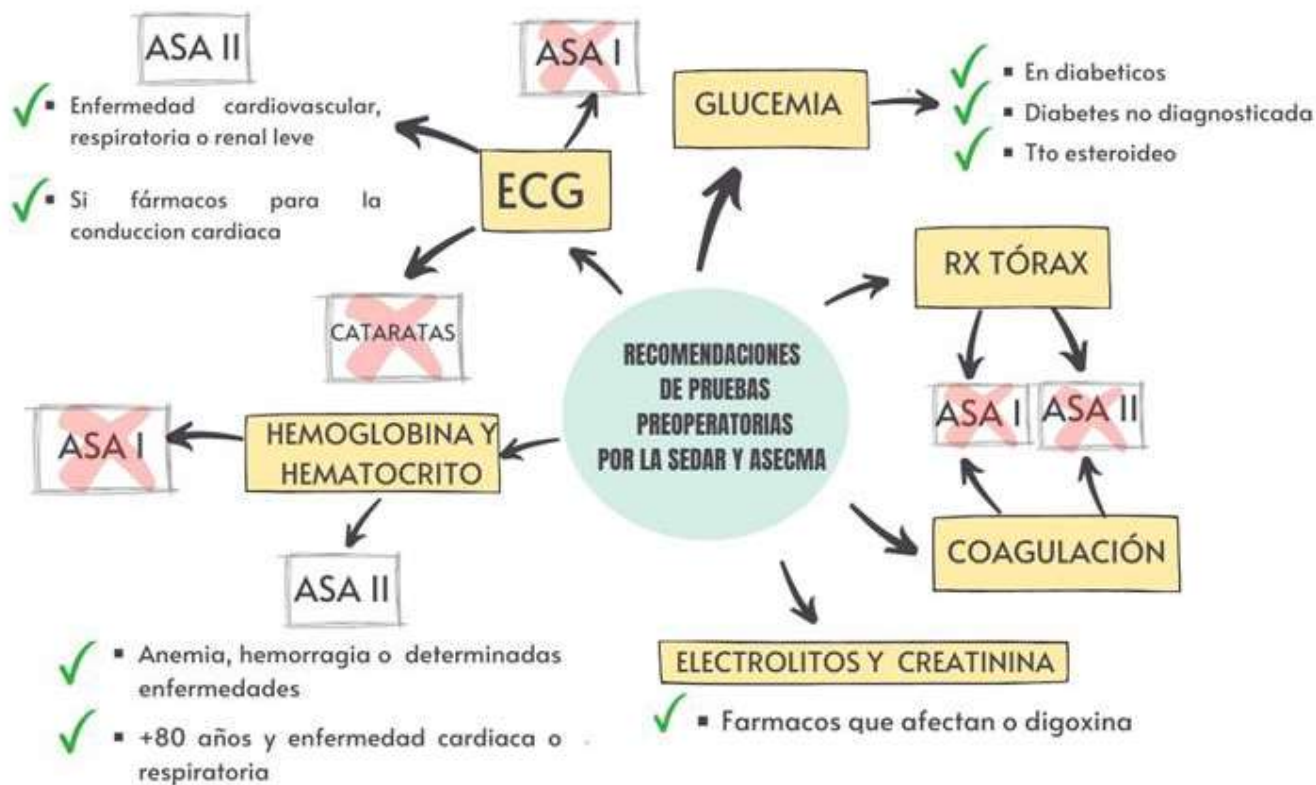 ASA II
Enfermedad cardiovascular,
respiratoria o renal leve
Si fármacos para la
conduccion cardiaca
ASA I
ECG
CATARATAS
GLUCEMIA
En diabeticos
Diabetes no diagnosticada
Tto esteroideo
RX TÓRAX
ASA I
ASA II
COAGULACIÓN
RECOMENDACIONES
DE PRUEBAS
PREOPERATORIAS
POR LA SEDAR Y ASECMA
ASA I
HEMOGLOBINA Y
HEMATOCRITO
ASA II
Anemia, hemorragia o determinadas
enfermedades
+80 años y enfermedad cardiaca o
respiratoria
ELECTROLITOS Y CREATININA
Farmacos que afectan o digoxina